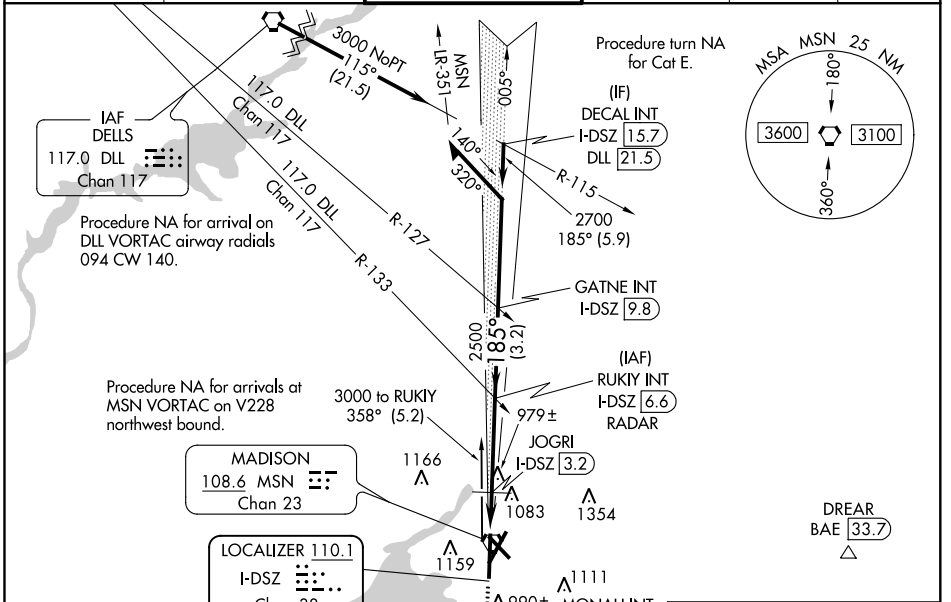 3000 NoPT
115°
(21.5)
MSN
LR-351
005°
Procedure turn NA
for Cat E.
MSA MSN 25 NM
180°
3600
3100
360°
(IF)
DECAL INT
I-DSZ 15.7
DLL 21.5
IAF
DELLS
117.0 DLL
Chan 117
117.0 DLL
Chan 117
117.0 DLL
Chan 117
140°
320°
R-115
2700
185° (5.9)
Procedure NA for arrival on
DLL VORTAC airway radials
094 CW 140.
R-127
R-133
GATNE INT
I-DSZ 9.8
2500
185°
(3.2)
(IAF)
RUKIY INT
I-DSZ 6.6
RADAR
Procedure NA for arrivals at
MSN VORTAC on V228
northwest bound.
3000 to RUKIY
358° (5.2)
979±
JOGRI
I-DSZ 3.2
MADISON
108.6 MSN
Chan 23
1166
1083
1354
DREAR
BAE 33.7
LOCALIZER 110.1
I-DSZ
1159
1111